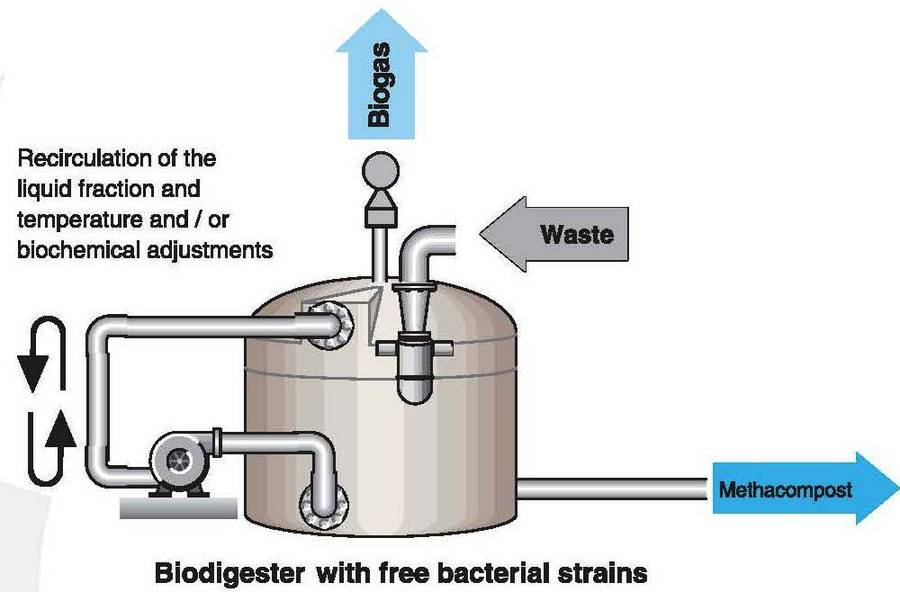 Biogas
Recirculation of the
liquid fraction and
temperature and / or
biochemical adjustments
Waste
Methacompost
Biodigester with free bacterial strains